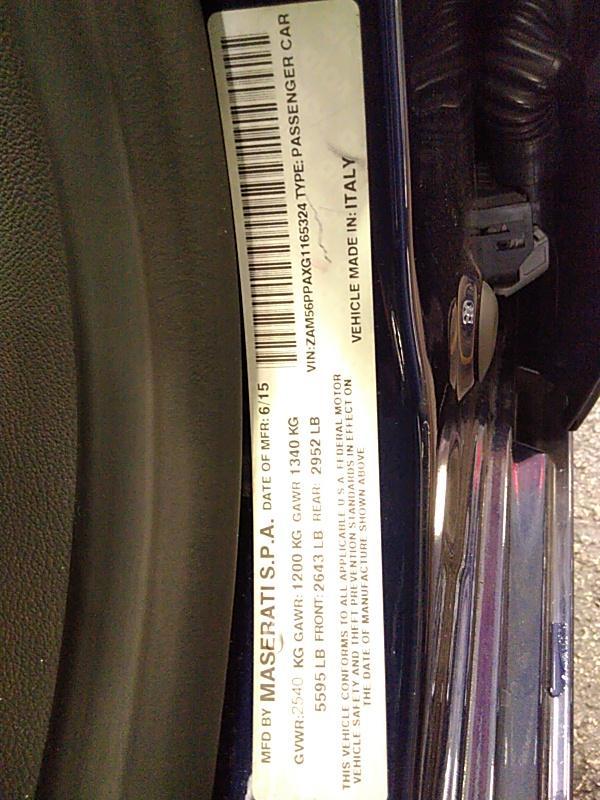 MFD BY MASERATI S.P.A. DATE OF MFR: 6/15
GVWR:2540 KG GAWR: 1200 KG GAWR 1340 KG
5595 LB FRONT: 2643 LB REAR: 2952 LB
VIN:ZAM56PPAXG1165324 TYPE: PASSENGER CAR
VEHICLE MADE IN: ITALY
THIS VEHICLE CONFORMS TO ALL APPLICABLE U S A. FEDERAL MOTOR
VEHICLE SAFETY AND THEFT PREVENTION STANDARDS IN EFFECT ON
THE DATE OF MANUFACTURE SHOWN ABOVE